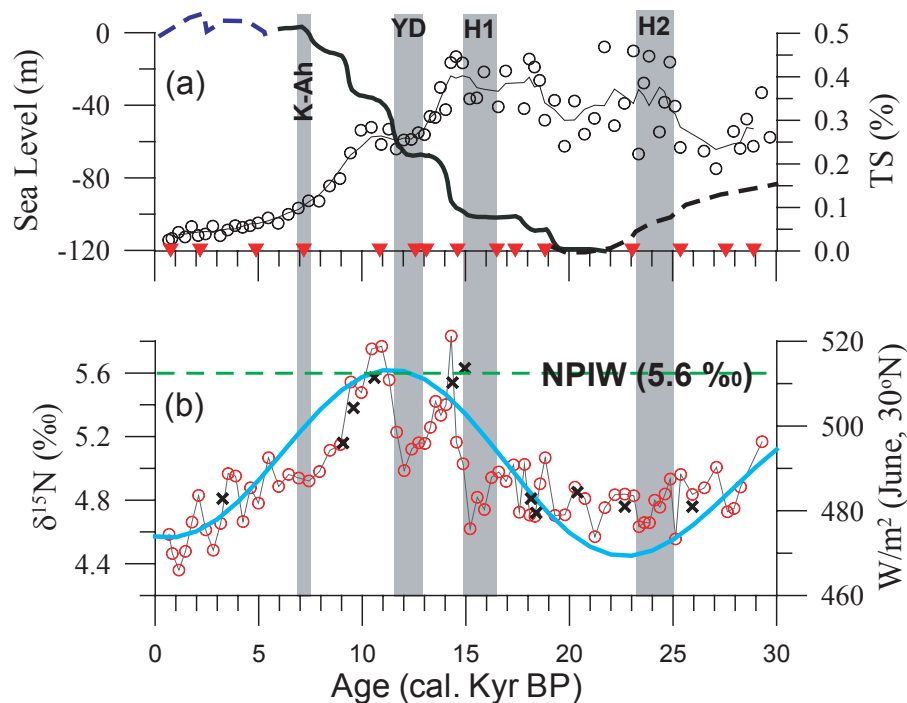 K-Ah
YD
H1
H2
(a)
Sea Level (m)
0
-40
-80
-120
TS (%)
0.5
0.4
0.3
0.2
0.1
0.0
(b)
NPIW (5.6 ‰)
δ15N (‰)
5.6
5.2
4.8
4.4
W/m² (June, 30°N)
520
500
480
460
0 5 10 15 20 25 30
Age (cal. Kyr BP)